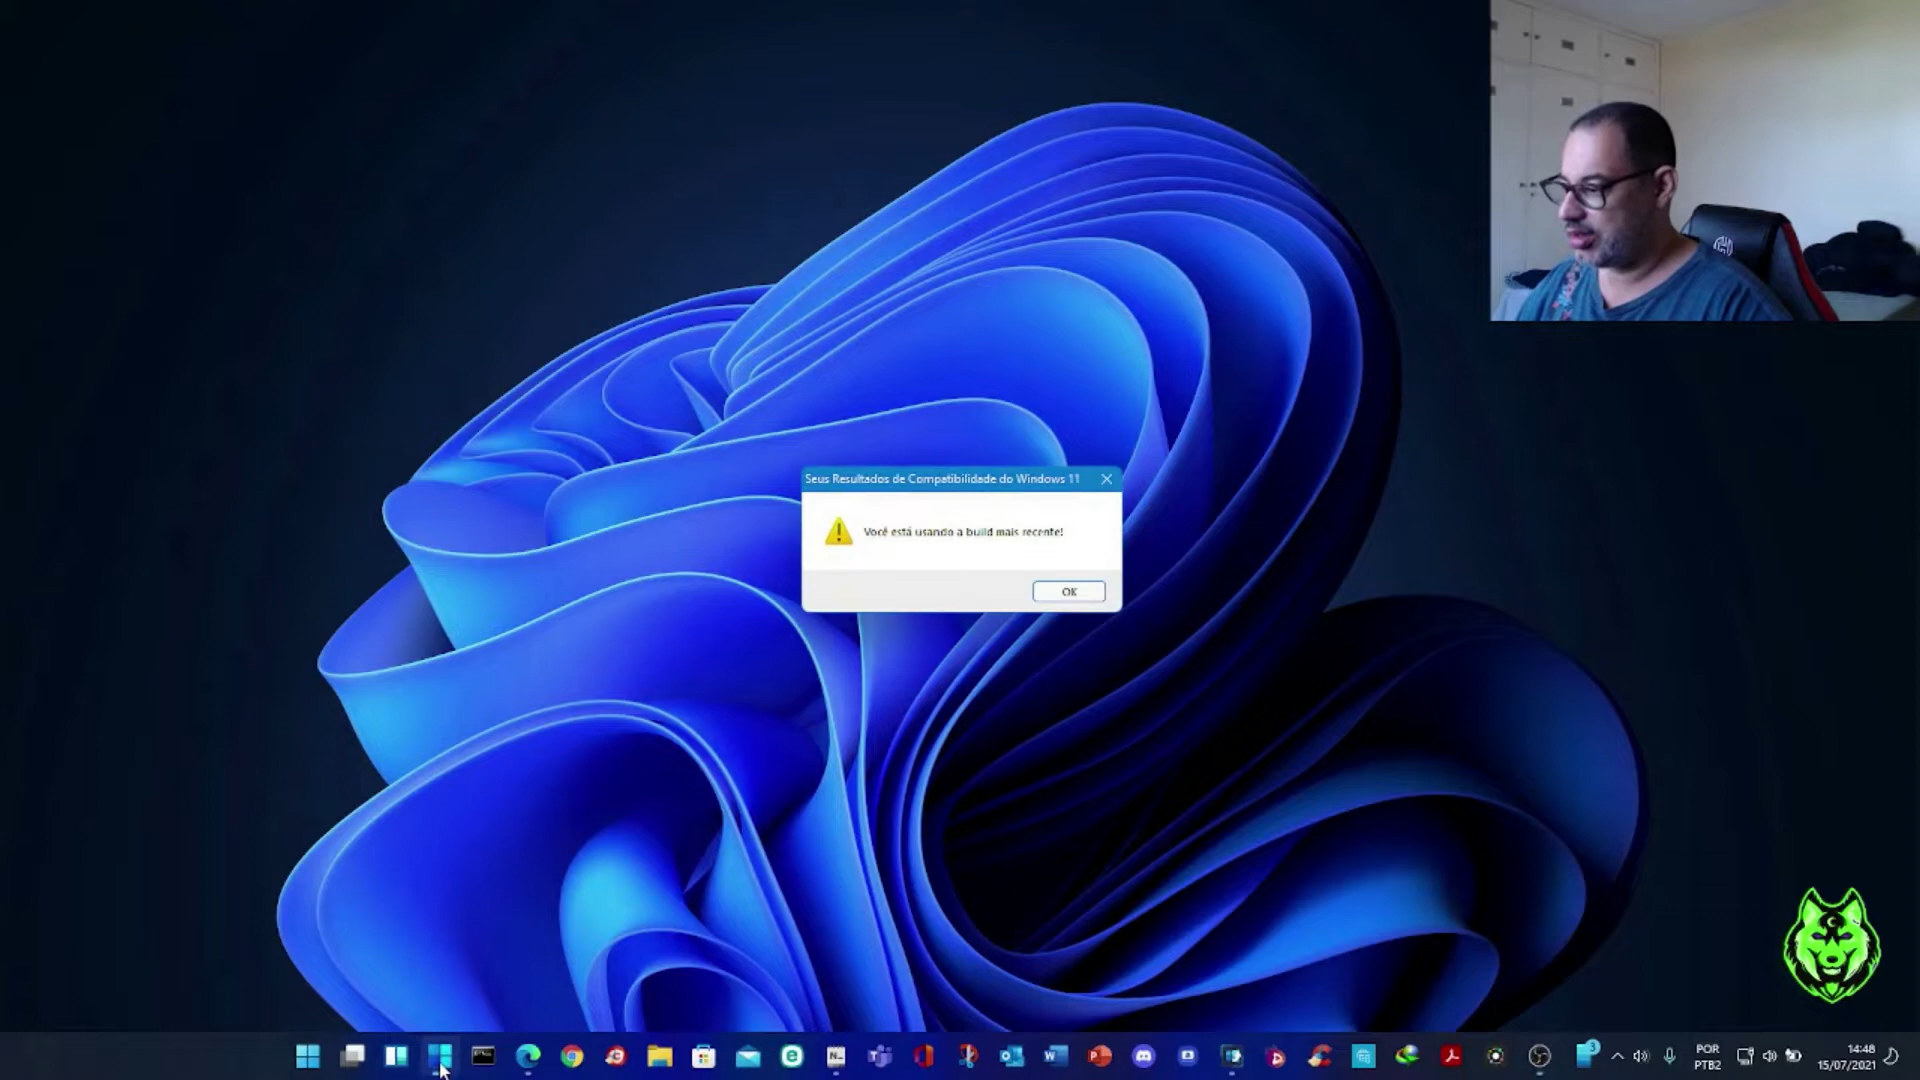 Seus Resultados de Compatibilidade do Windows 11
Você está usando a build mais recente!
OK
POR
PTB2
14:48
15/07/2021
3